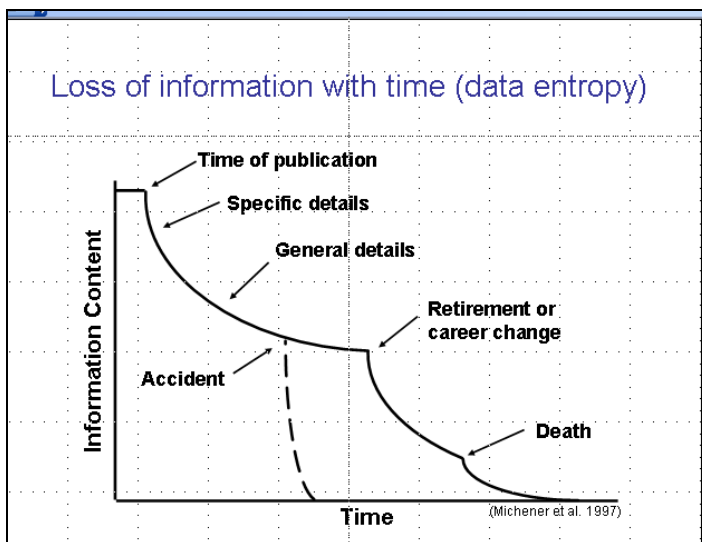 Loss of information with time (data entropy)
Time of publication
Specific details
General details
Retirement or
career change
Accident
Death
Information Content
Time
(Michener et al. 1997)